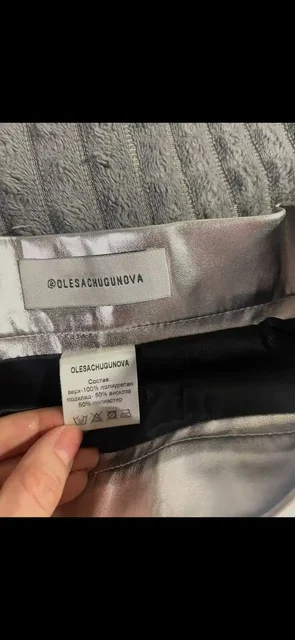 @OLESACHUGUNOVA
OLESACHUGUNOVA
Состав:
верх-100% полиуретан
подклад- 50% вискоза
50% полиэстер